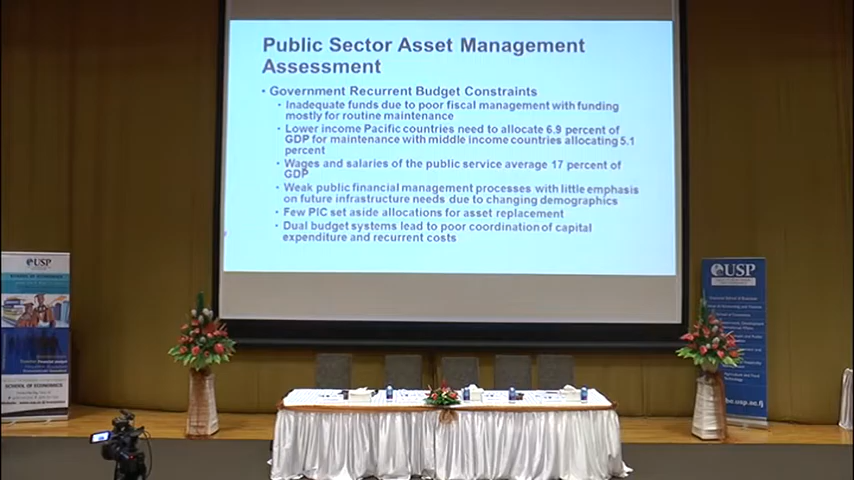 Public Sector Asset Management
Assessment
• Government Recurrent Budget Constraints
• Inadequate funds due to poor fiscal management with funding
mostly for routine maintenance
• Lower income Pacific countries need to allocate 6.9 percent of
GDP for maintenance with middle income countries allocating 5.1
percent
• Wages and salaries of the public service average 17 percent of
GDP
• Weak public financial management processes with little emphasis
on future infrastructure needs due to changing demographics
• Few PIC set aside allocations for asset replacement
• Dual budget systems lead to poor coordination of capital
expenditure and recurrent costs
USP
SCHOOL OF ECONOMICS
SCHOOL OF ECONOMICS
USP